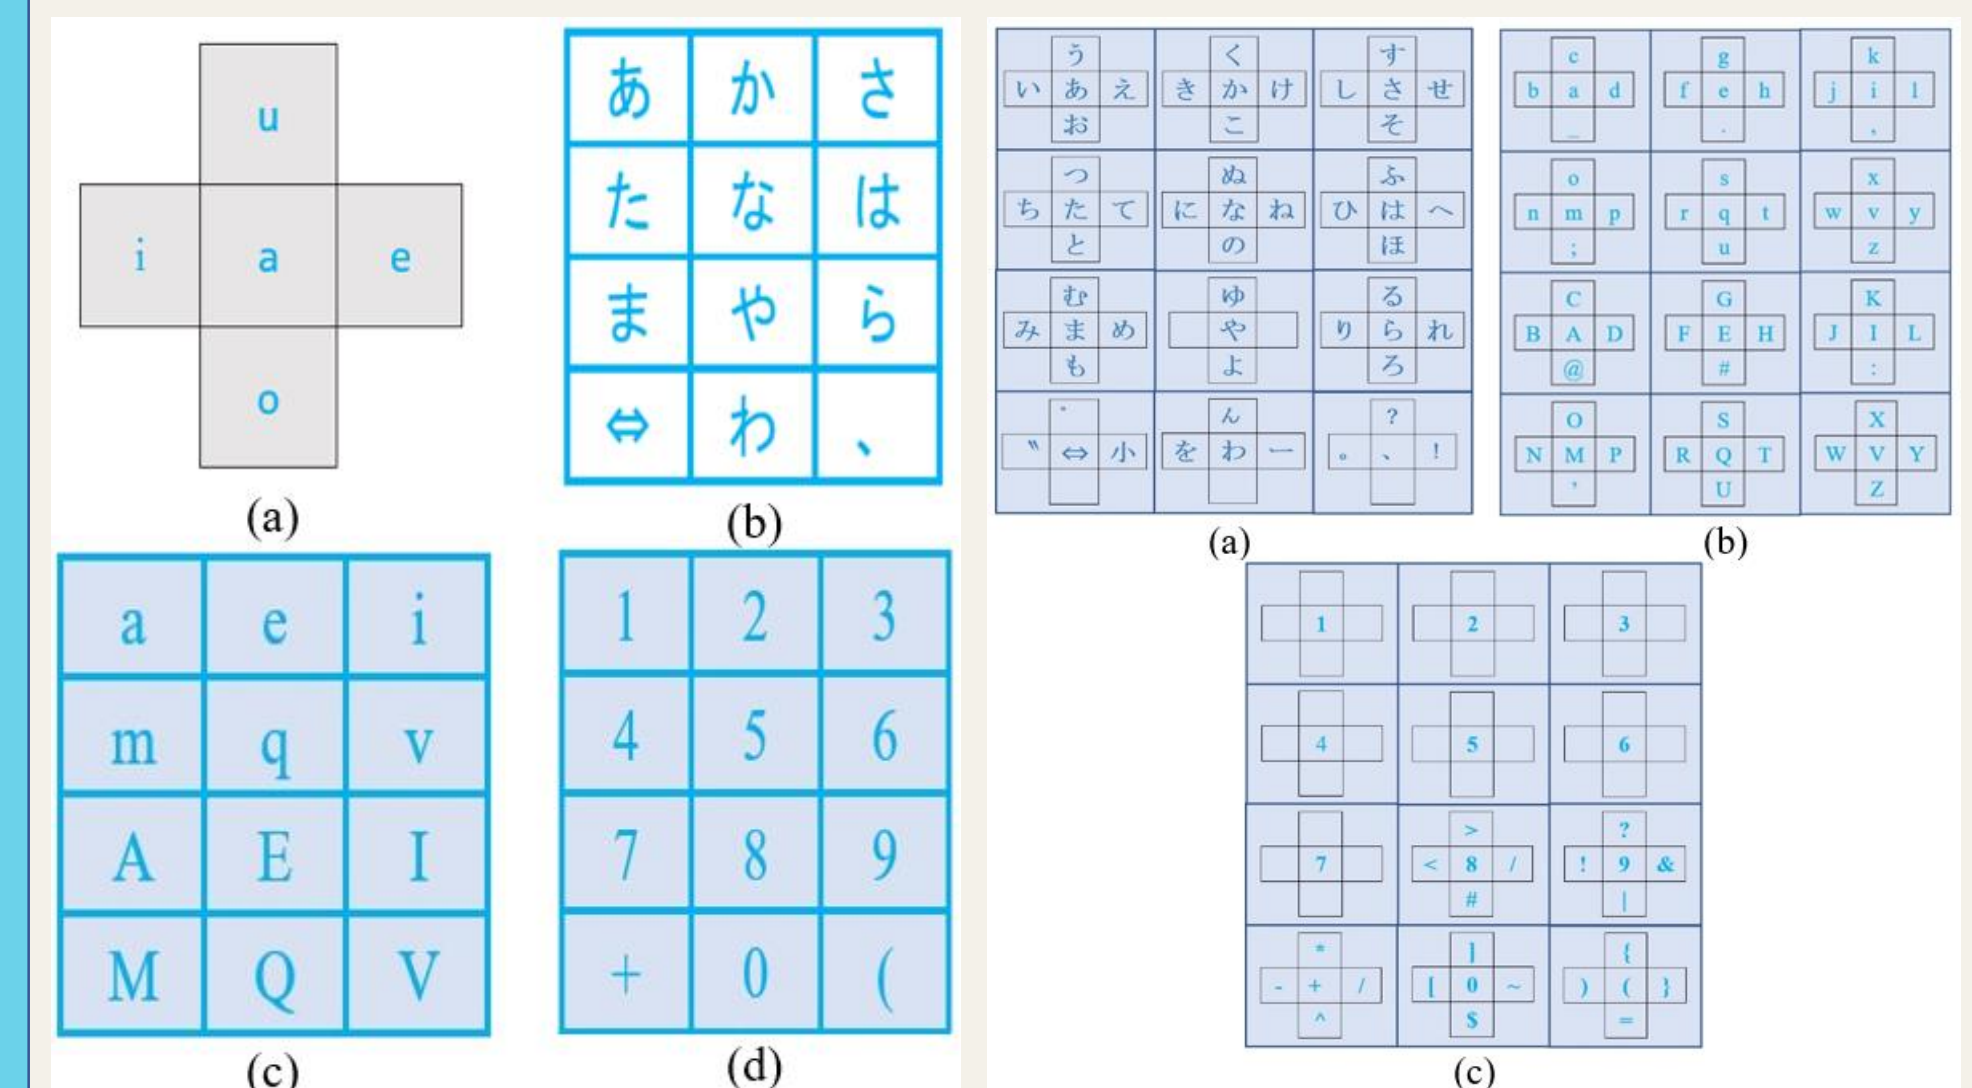 u
i a e
o
(a)
あ か さ
た な は
ま や ら
⇔ わ 、
(b)
a e i
m q v
A E I
M Q V
(c)
1 2 3
4 5 6
7 8 9
+ 0 (
(d)
う く す
い あ え き か け し さ せ
お こ そ
つ ぬ ふ
ち た て に な ね ひ は へ
と の ほ
む ゆ る
み ま め や り ら れ
も よ ろ
゜ ん ?
〝 ⇔ 小 を わ ー 。 、 !
(a)
c g k
b a d f e h j i l
_ . ,
o s x
n m p r q t w v y
; u z
C G K
B A D F E H J I L
@ # :
O S X
N M P R Q T W V Y
’ U Z
(b)
1 2 3
4 5 6
> ?
7 < 8 / ! 9 &
# |
* ] {
- + / [ 0 ~ ) ( }
^ $ =
(c)